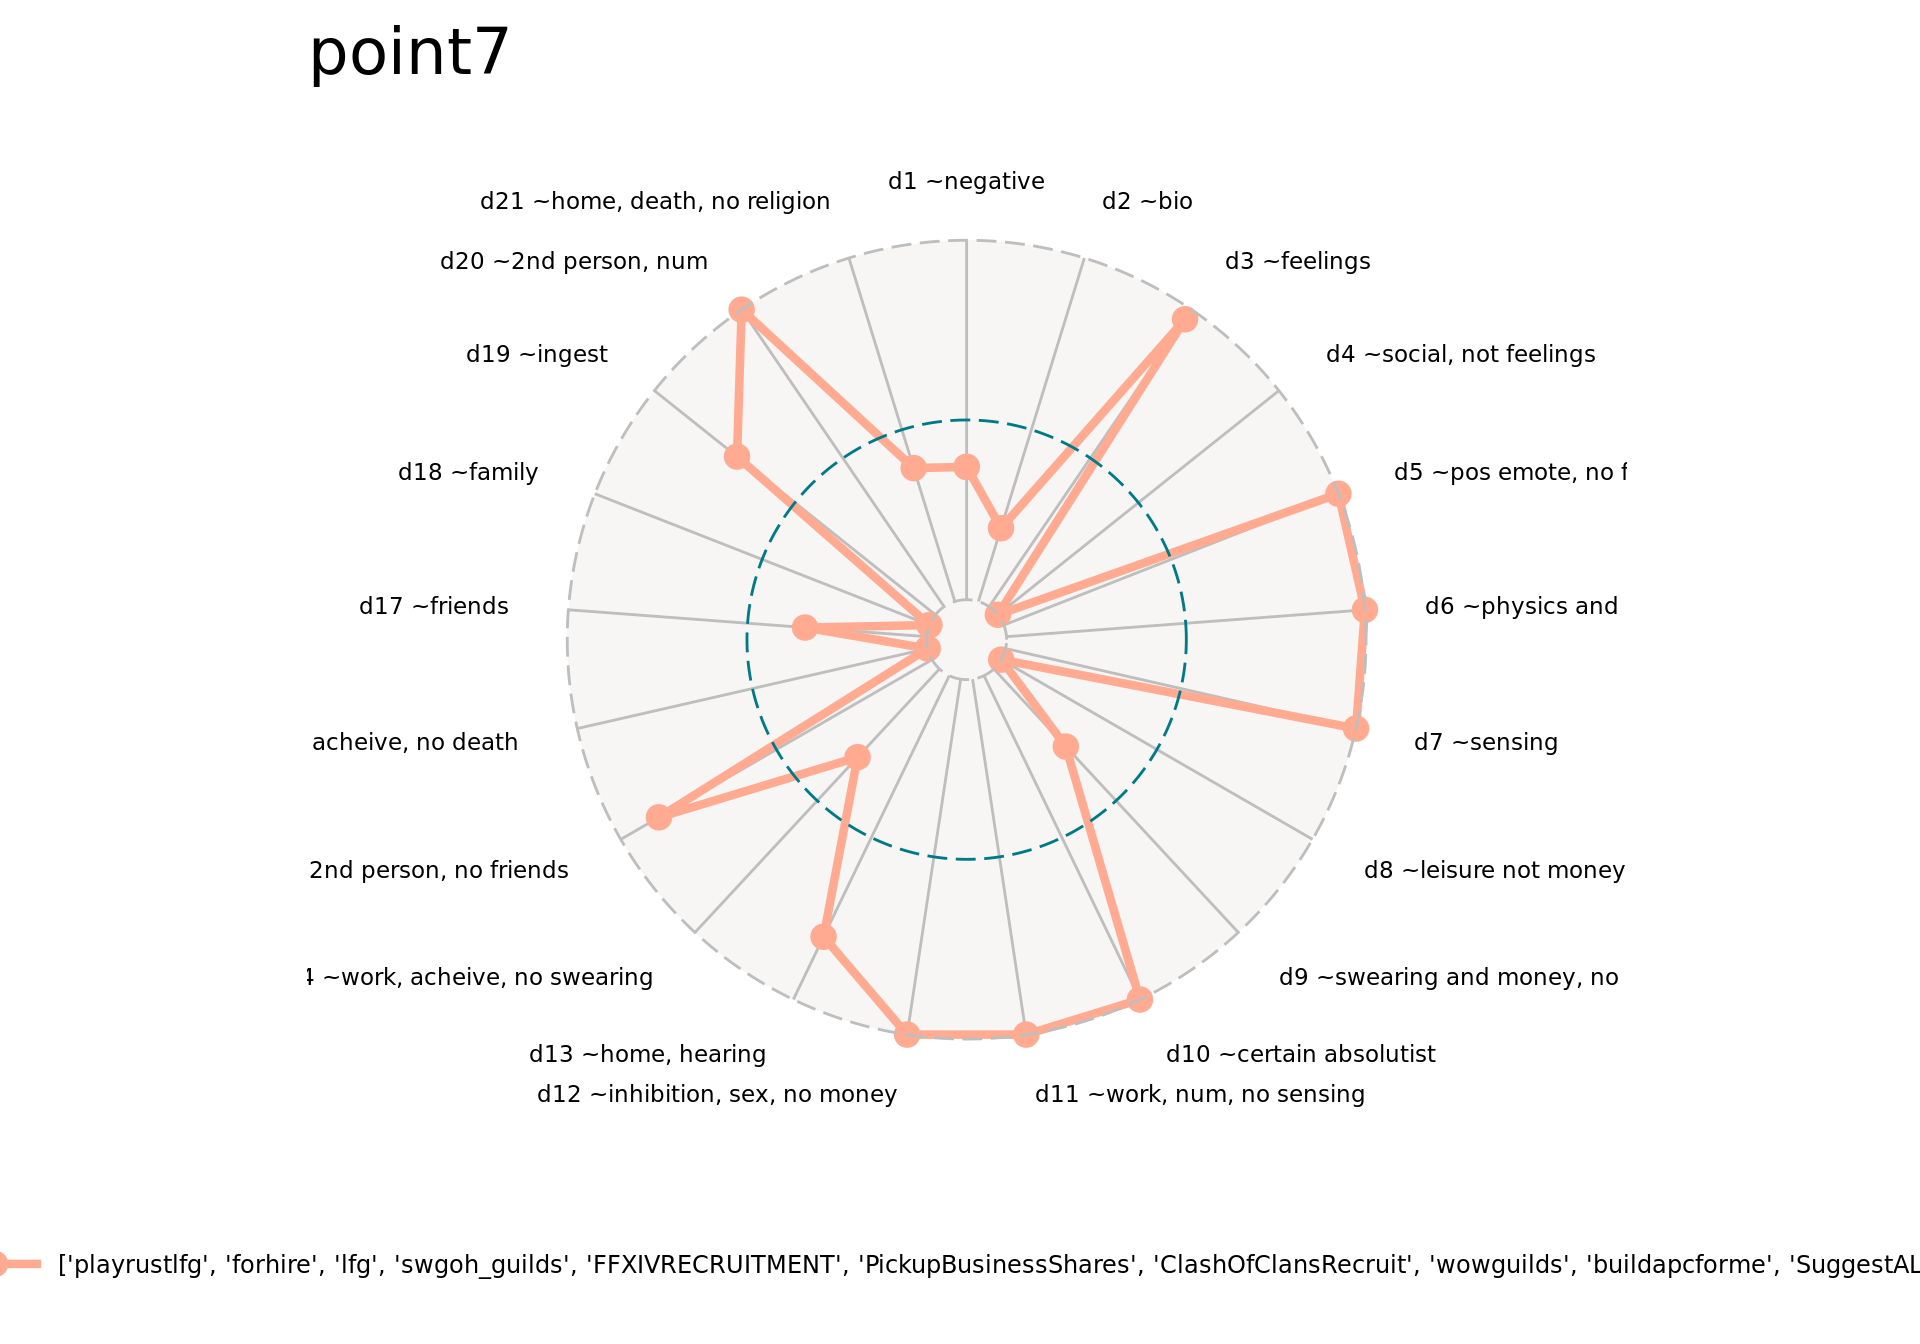 point7
d1 ~negative
d21 ~home, death, no religion
d2 ~bio
d20 ~2nd person, num
d3 ~feelings
d19 ~ingest
d4 ~social, not feelings
d18 ~family
d5 ~pos emote, no f
d17 ~friends
d6 ~physics and
acheive, no death
d7 ~sensing
2nd person, no friends
d8 ~leisure not money
~work, acheive, no swearing
d9 ~swearing and money, no
d13 ~home, hearing
d10 ~certain absolutist
d12 ~inhibition, sex, no money
d11 ~work, num, no sensing
['playrustlfg', 'forhire', 'lfg', 'swgoh_guilds', 'FFXIVRECRUITMENT', 'PickupBusinessShares', 'ClashOfClansRecruit', 'wowguilds', 'buildapcforme', 'SuggestAL